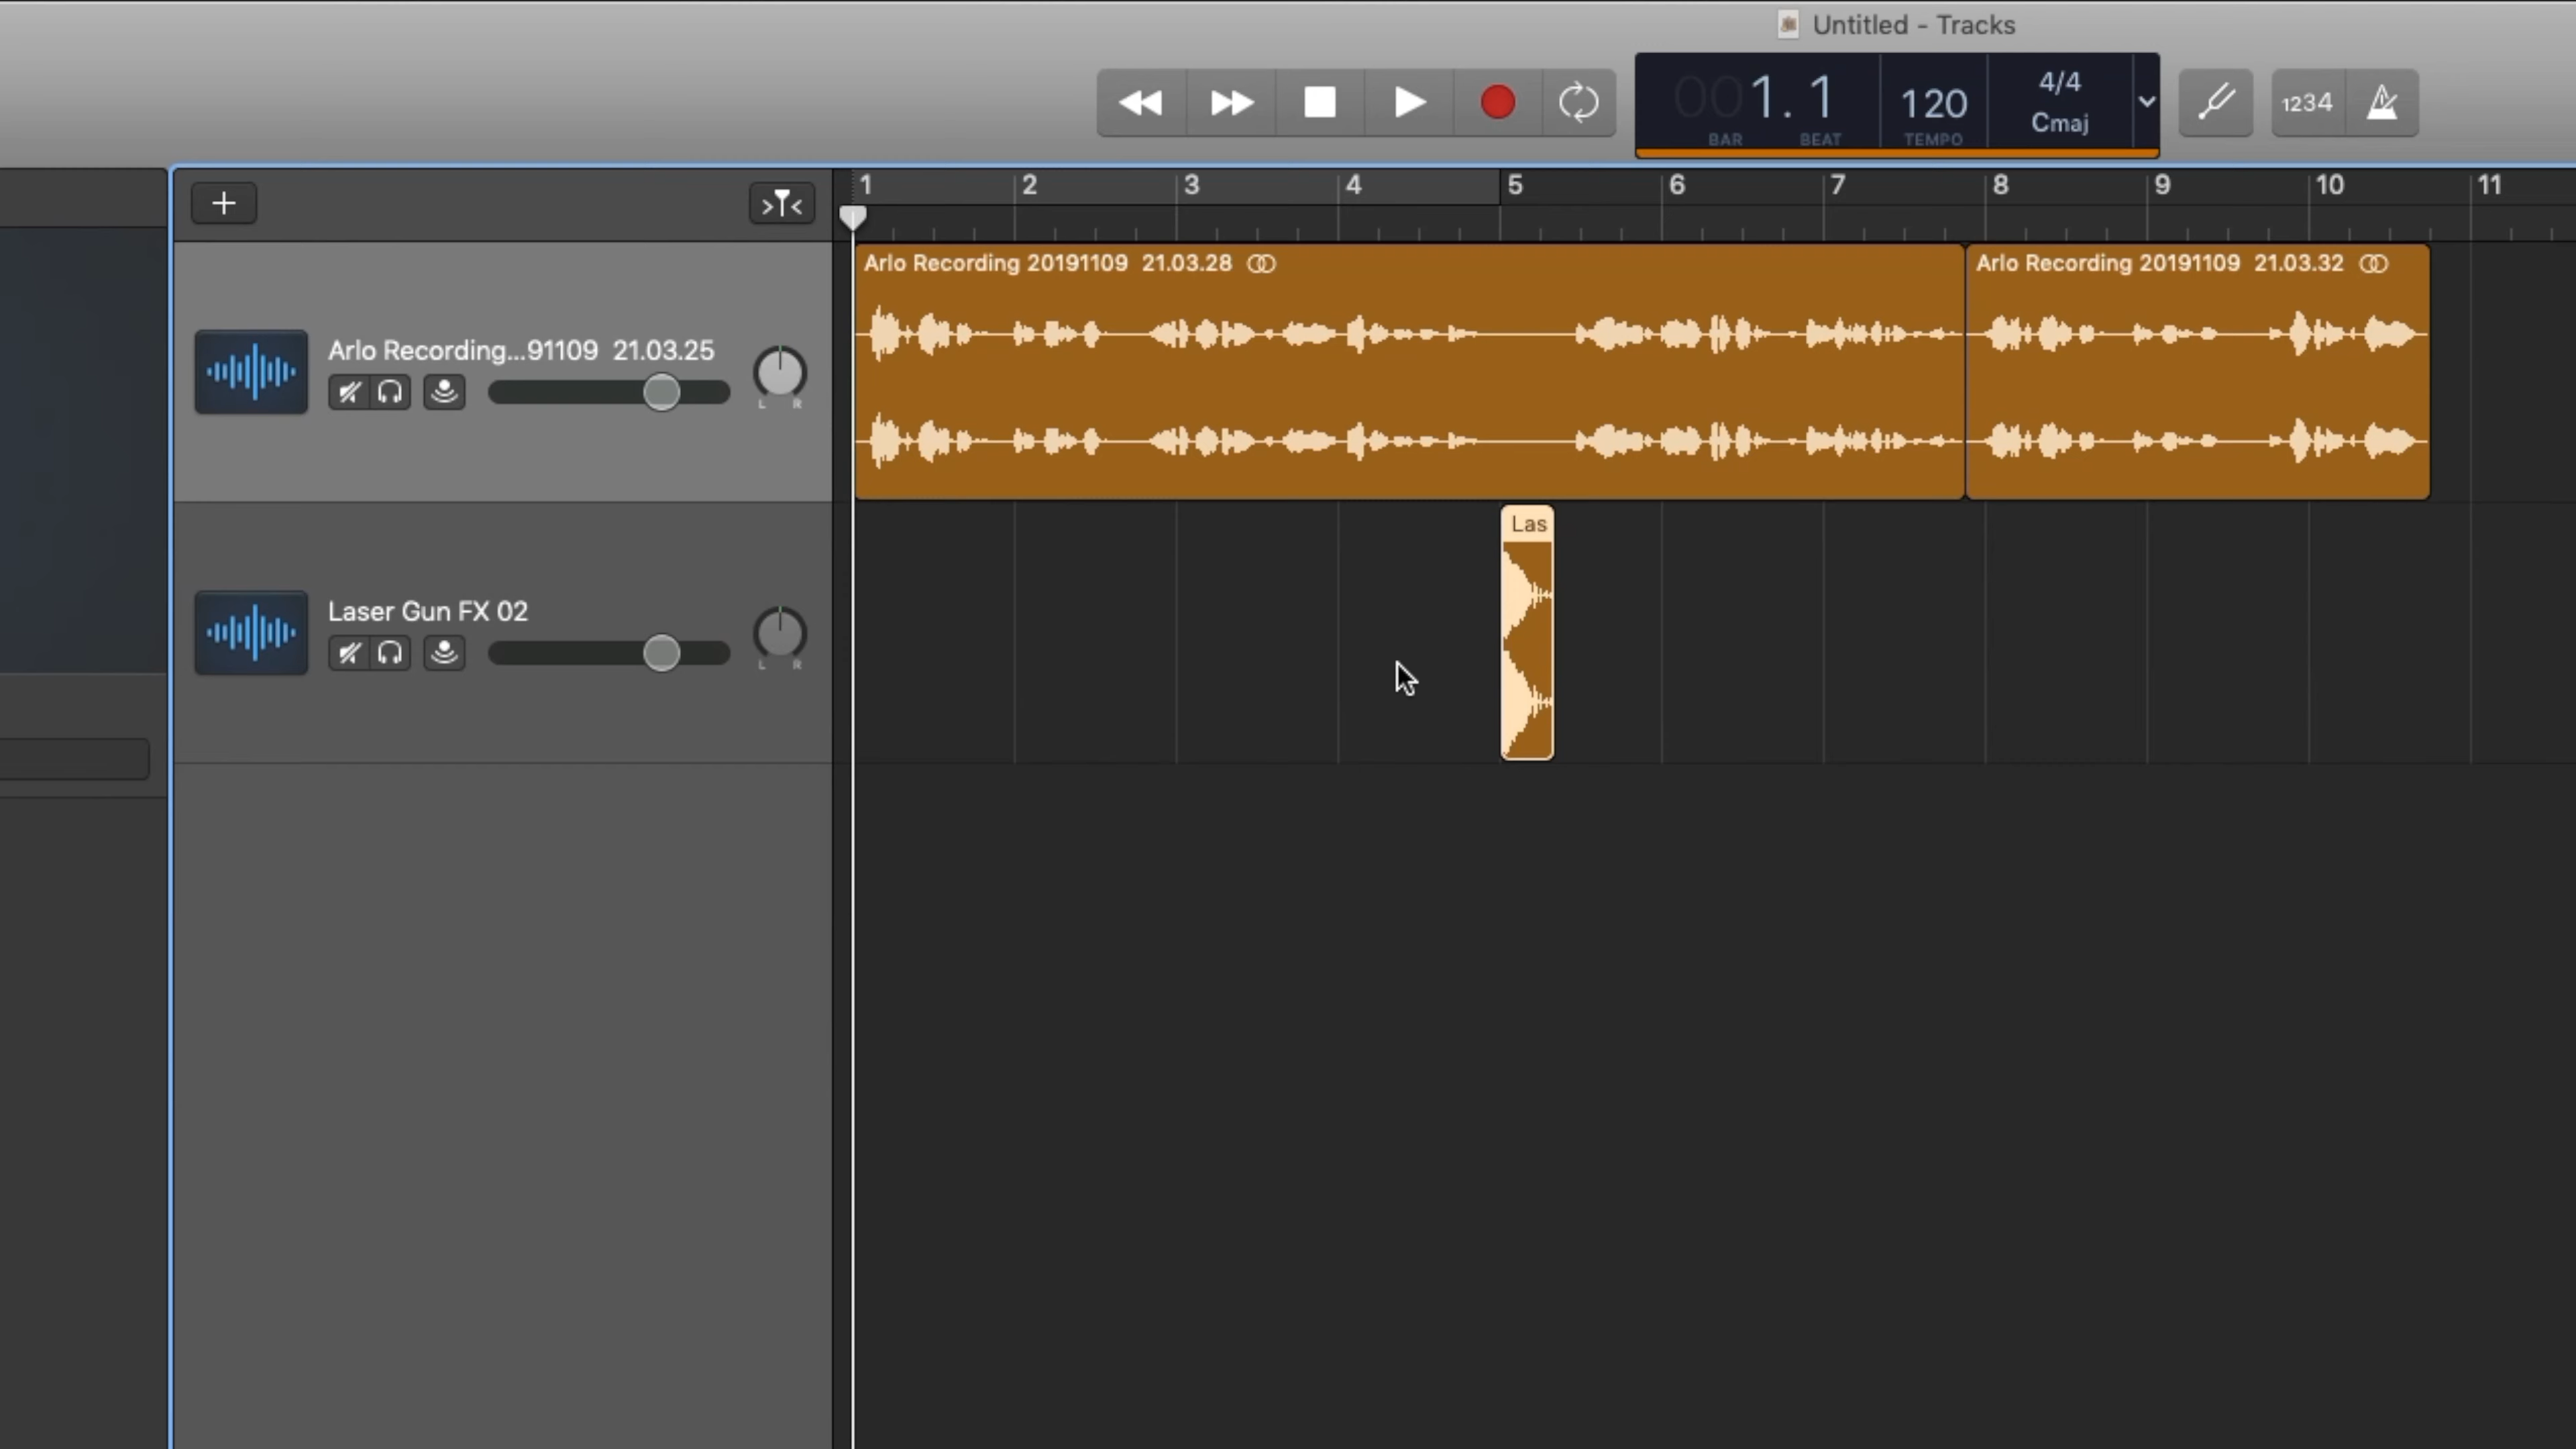 Untitled - Tracks
001. 1
BAR BEAT
120
TEMPO
4/4
Cmaj
1234
1 2 3 4 5 6 7 8 9 10 11
Arlo Recording 20191109 21.03.28
Arlo Recording 20191109 21.03.32
Arlo Recording...91109 21.03.25
L R
Las
Laser Gun FX 02
L R